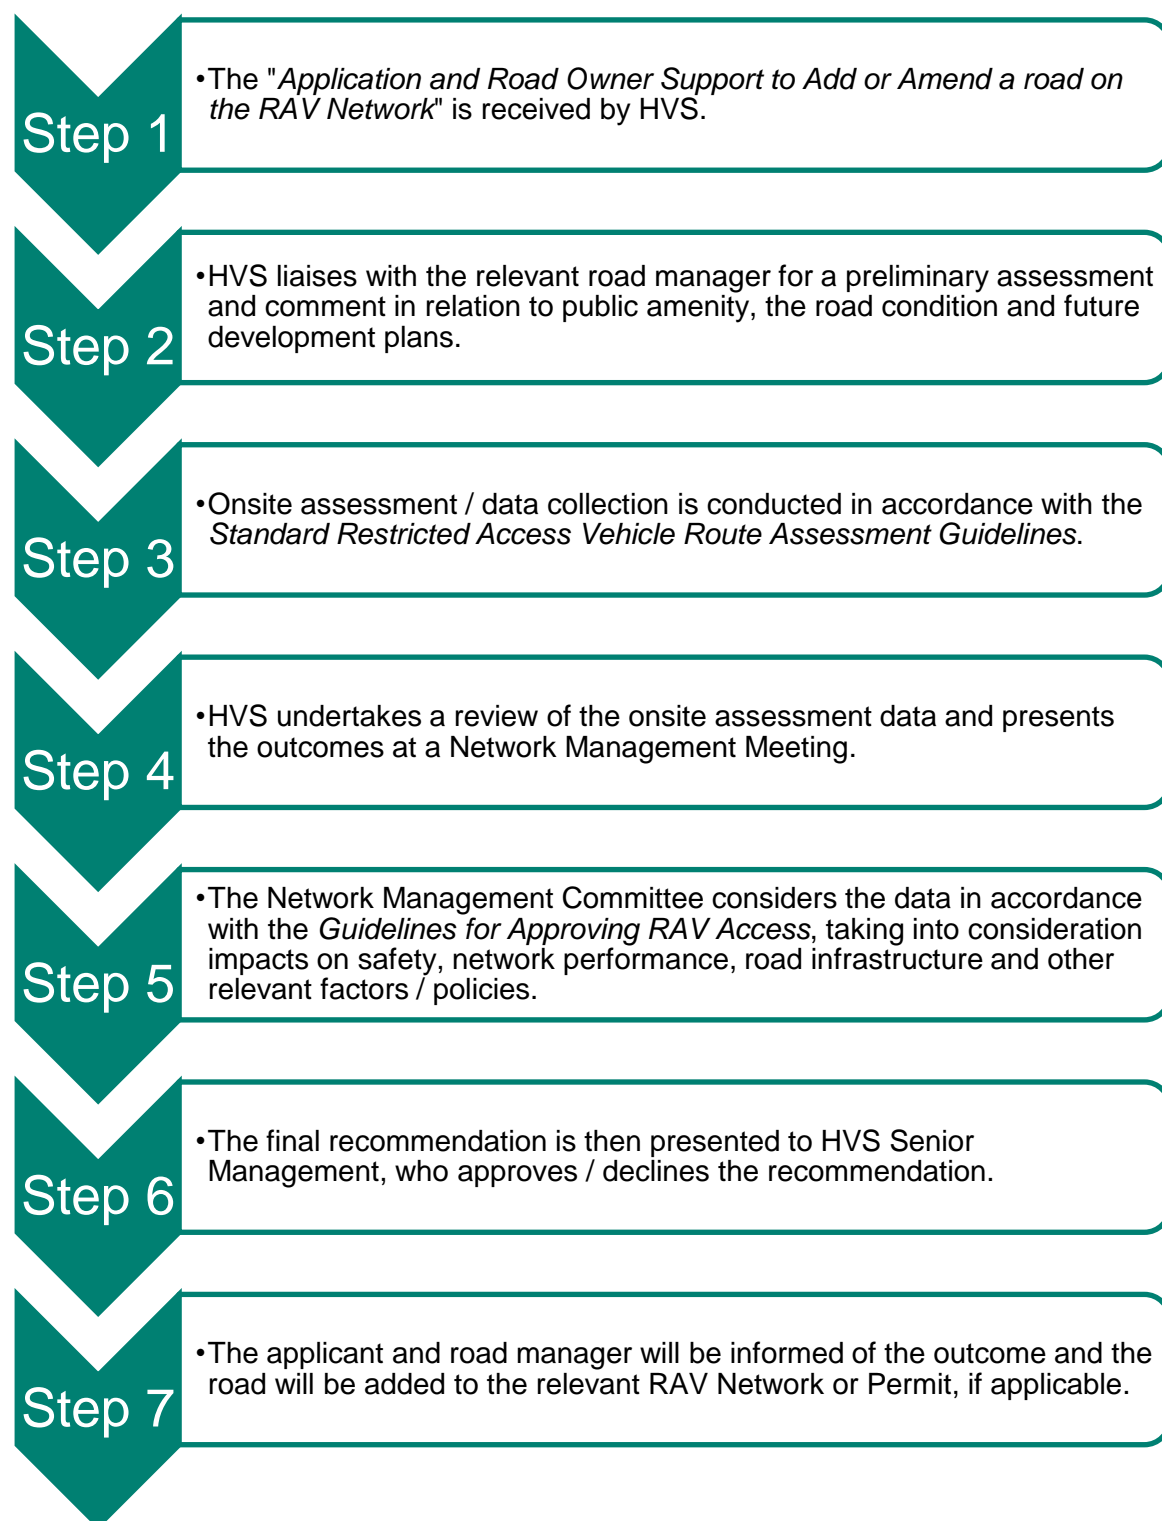 Step 1
•The "Application and Road Owner Support to Add or Amend a road on
the RAV Network" is received by HVS.
Step 2
•HVS liaises with the relevant road manager for a preliminary assessment
and comment in relation to public amenity, the road condition and future
development plans.
Step 3
•Onsite assessment / data collection is conducted in accordance with the
Standard Restricted Access Vehicle Route Assessment Guidelines.
Step 4
•HVS undertakes a review of the onsite assessment data and presents
the outcomes at a Network Management Meeting.
Step 5
•The Network Management Committee considers the data in accordance
with the Guidelines for Approving RAV Access, taking into consideration
impacts on safety, network performance, road infrastructure and other
relevant factors / policies.
Step 6
•The final recommendation is then presented to HVS Senior
Management, who approves / declines the recommendation.
Step 7
•The applicant and road manager will be informed of the outcome and the
road will be added to the relevant RAV Network or Permit, if applicable.